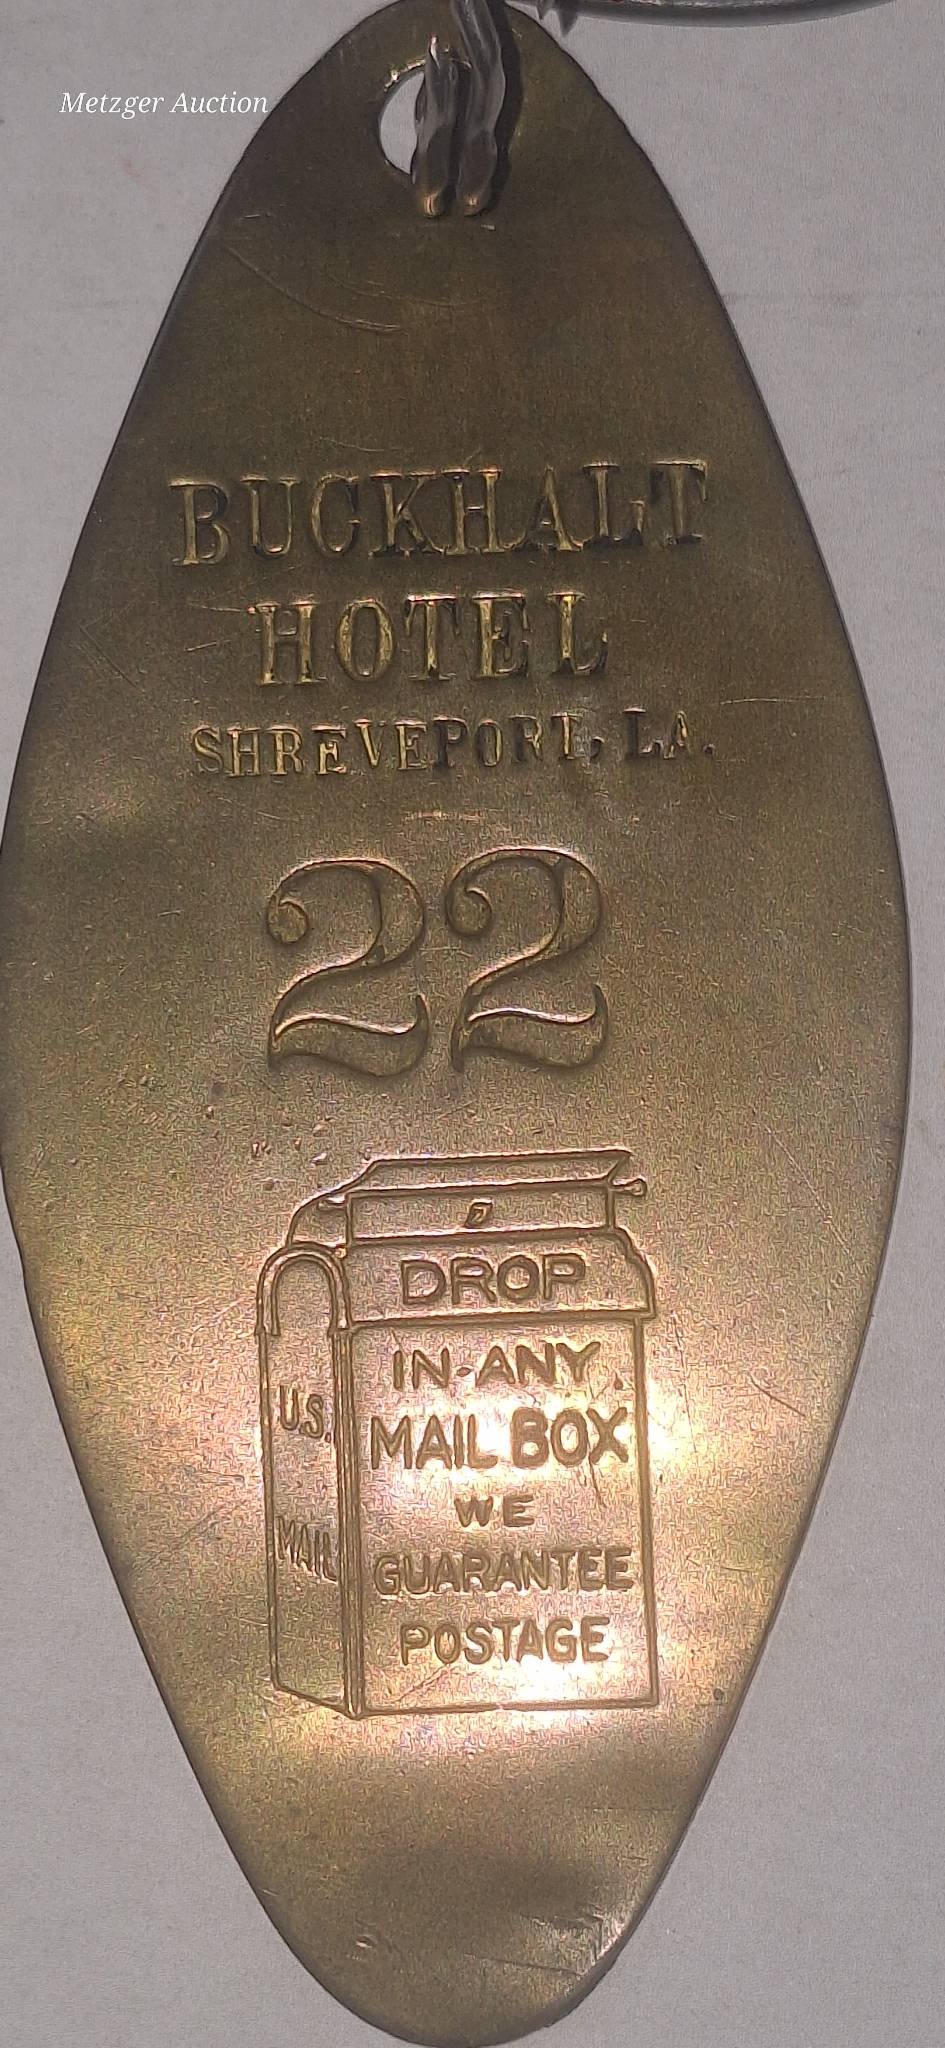 Metzger Auction
BUCKHALT
HOTEL
SHREVEPORT, LA.
22
DROP
IN-ANY
MAIL BOX
WE
GUARANTEE
POSTAGE
U.S.
MAIL